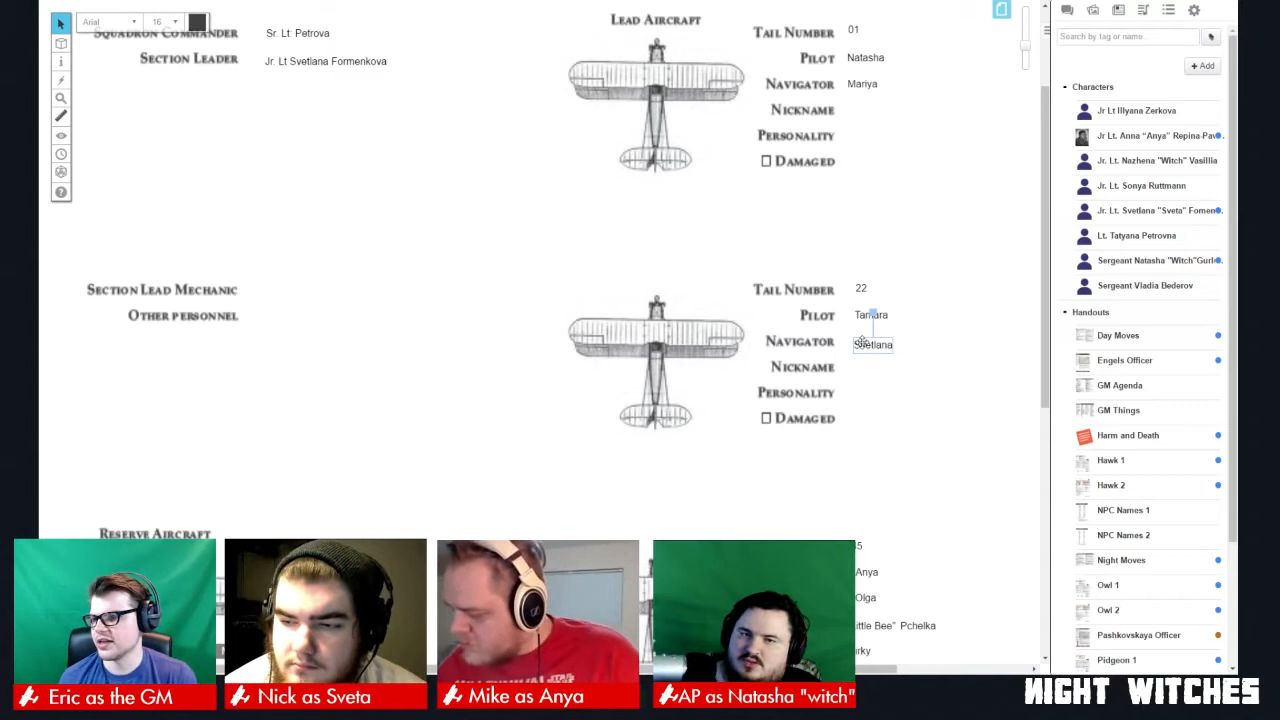 Arial 16
SQUADRON COMMANDER Sr. Lt. Petrova
SECTION LEADER Jr. Lt Svetlana Formenkova
LEAD AIRCRAFT
TAIL NUMBER 01
PILOT Natasha
NAVIGATOR Mariya
NICKNAME
PERSONALITY
DAMAGED
SECTION LEAD MECHANIC
OTHER PERSONNEL
TAIL NUMBER 22
PILOT Tamara
NAVIGATOR Svetlana
NICKNAME
PERSONALITY
DAMAGED
RESERVE AIRCRAFT
Anya
Olga
Pchelka
Search by tag or name...
+ Add
Characters
Jr Lt Illyana Zerkova
Jr Lt. Anna “Anya” Repina-Pav...
Jr. Lt. Nazhena "Witch" Vasillia
Jr. Lt. Sonya Ruttmann
Jr. Lt. Svetlana "Sveta" Fomen...
Lt. Tatyana Petrovna
Sergeant Natasha "Witch"Gurl...
Sergeant Vladia Bederov
Handouts
Day Moves
Engels Officer
GM Agenda
GM Things
Harm and Death
Hawk 1
Hawk 2
NPC Names 1
NPC Names 2
Night Moves
Owl 1
Owl 2
Pashkovskaya Officer
Pidgeon 1
Eric as the GM
Nick as Sveta
Mike as Anya
AP as Natasha "witch"
NIGHT WITCHES